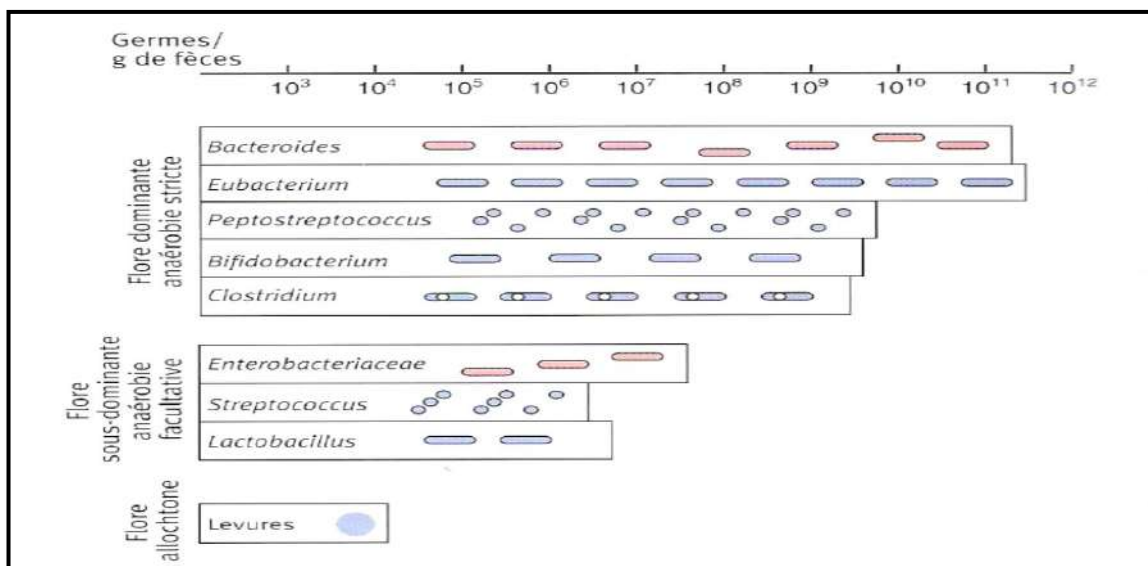 Germes/
g de fèces
10³ 10⁴ 10⁵ 10⁶ 10⁷ 10⁸ 10⁹ 10¹⁰ 10¹¹ 10¹²
Flore dominante
anaérobie stricte
Bacteroides
Eubacterium
Peptostreptococcus
Bifidobacterium
Clostridium
Flore
sous-dominante
anaérobie
facultative
Enterobacteriaceae
Streptococcus
Lactobacillus
Flore
allochtone
Levures